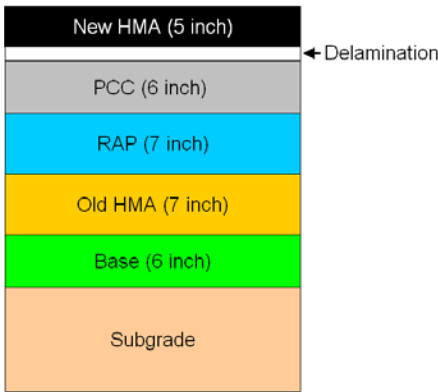 New HMA (5 inch)
Delamination
PCC (6 inch)
RAP (7 inch)
Old HMA (7 inch)
Base (6 inch)
Subgrade